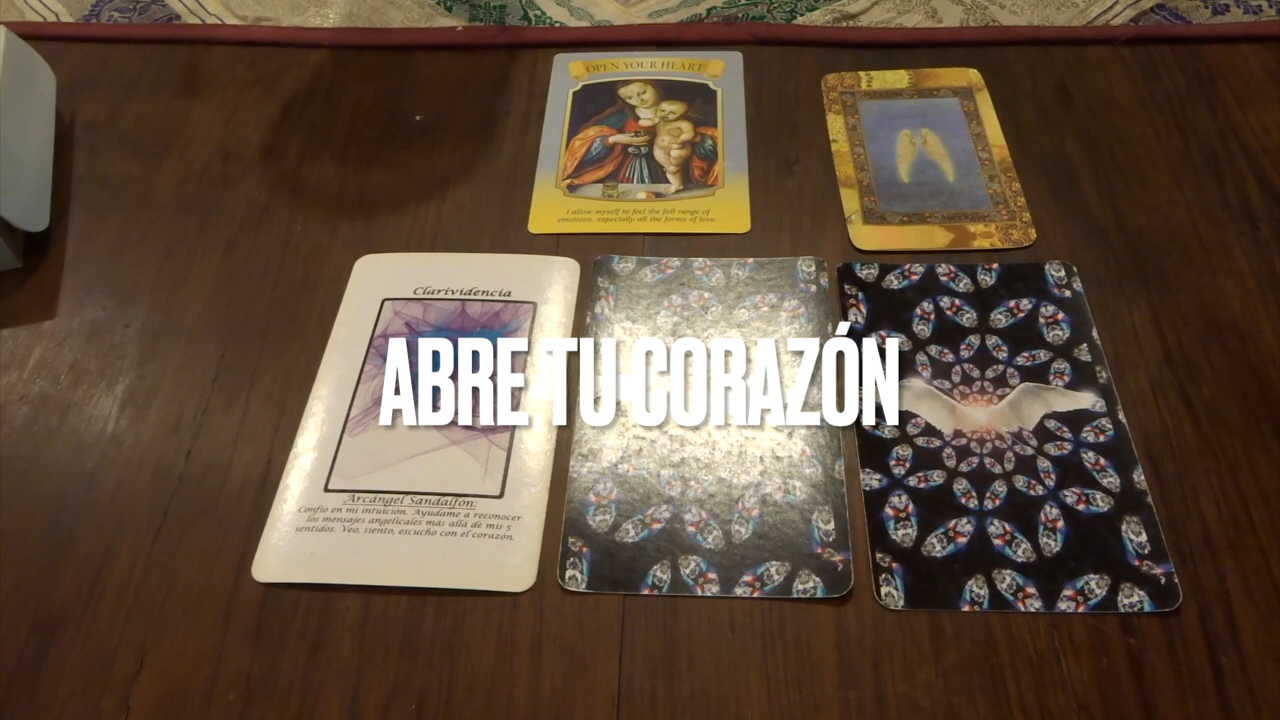 OPEN YOUR HEART
I allow myself to feel the full range of
emotions, especially all the forms of love.
Clarividencia
ABRE TU CORAZÓN
Arcángel Sandalfón:
Confío en mi intuición. Ayúdame a reconocer
los mensajes angelicales más allá de mis 5
sentidos. Veo, siento, escucho con el corazón.